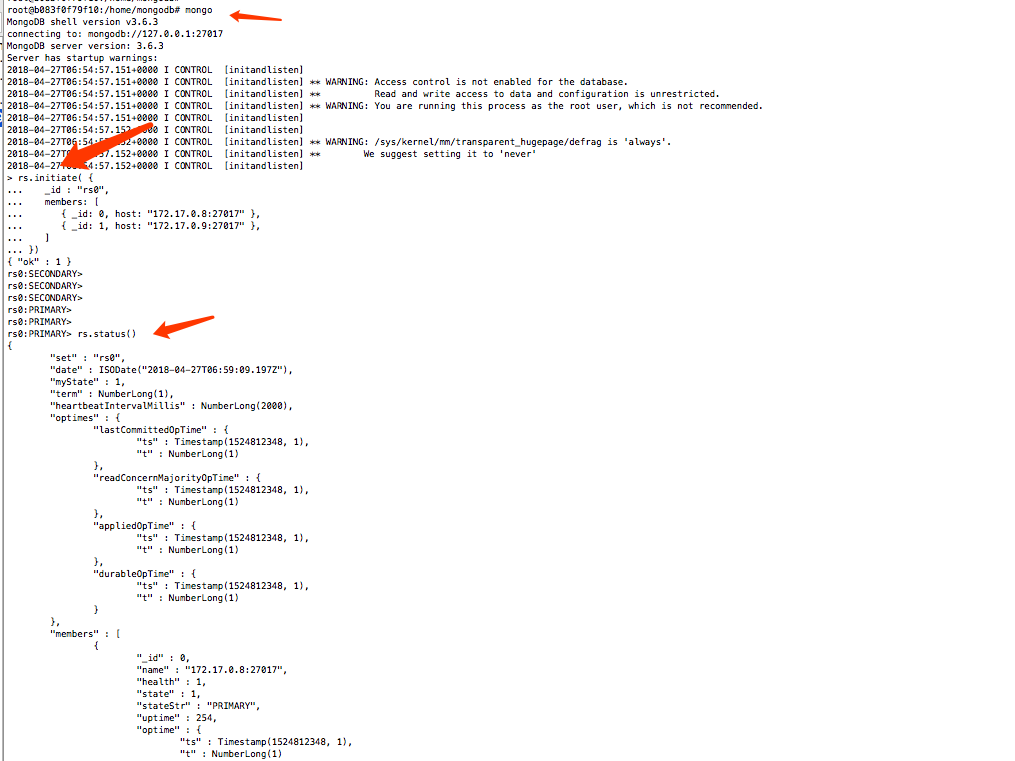 root@b083f0f79f10:/home/mongodb# mongo
MongoDB shell version v3.6.3
connecting to: mongodb://127.0.0.1:27017
MongoDB server version: 3.6.3
Server has startup warnings:
2018-04-27T06:54:57.151+0000 I CONTROL  [initandlisten]
2018-04-27T06:54:57.151+0000 I CONTROL  [initandlisten] ** WARNING: Access control is not enabled for the database.
2018-04-27T06:54:57.151+0000 I CONTROL  [initandlisten] **          Read and write access to data and configuration is unrestricted.
2018-04-27T06:54:57.151+0000 I CONTROL  [initandlisten] ** WARNING: You are running this process as the root user, which is not recommended.
2018-04-27T06:54:57.151+0000 I CONTROL  [initandlisten]
2018-04-27T06:54:57.152+0000 I CONTROL  [initandlisten]
2018-04-27T06:54:57.152+0000 I CONTROL  [initandlisten] ** WARNING: /sys/kernel/mm/transparent_hugepage/defrag is 'always'.
2018-04-27T06:54:57.152+0000 I CONTROL  [initandlisten] **        We suggest setting it to 'never'
2018-04-27T06:54:57.152+0000 I CONTROL  [initandlisten]
> rs.initiate( {
...    _id : "rs0",
...    members: [
...       { _id: 0, host: "172.17.0.8:27017" },
...       { _id: 1, host: "172.17.0.9:27017" },
...    ]
... })
{ "ok" : 1 }
rs0:SECONDARY>
rs0:SECONDARY>
rs0:SECONDARY>
rs0:PRIMARY>
rs0:PRIMARY>
rs0:PRIMARY> rs.status()
{
"set" : "rs0",
"date" : ISODate("2018-04-27T06:59:09.197Z"),
"myState" : 1,
"term" : NumberLong(1),
"heartbeatIntervalMillis" : NumberLong(2000),
"optimes" : {
"lastCommittedOpTime" : {
"ts" : Timestamp(1524812348, 1),
"t" : NumberLong(1)
},
"readConcernMajorityOpTime" : {
"ts" : Timestamp(1524812348, 1),
"t" : NumberLong(1)
},
"appliedOpTime" : {
"ts" : Timestamp(1524812348, 1),
"t" : NumberLong(1)
},
"durableOpTime" : {
"ts" : Timestamp(1524812348, 1),
"t" : NumberLong(1)
}
},
"members" : [
{
"_id" : 0,
"name" : "172.17.0.8:27017",
"health" : 1,
"state" : 1,
"stateStr" : "PRIMARY",
"uptime" : 254,
"optime" : {
"ts" : Timestamp(1524812348, 1),
"t" : NumberLong(1)